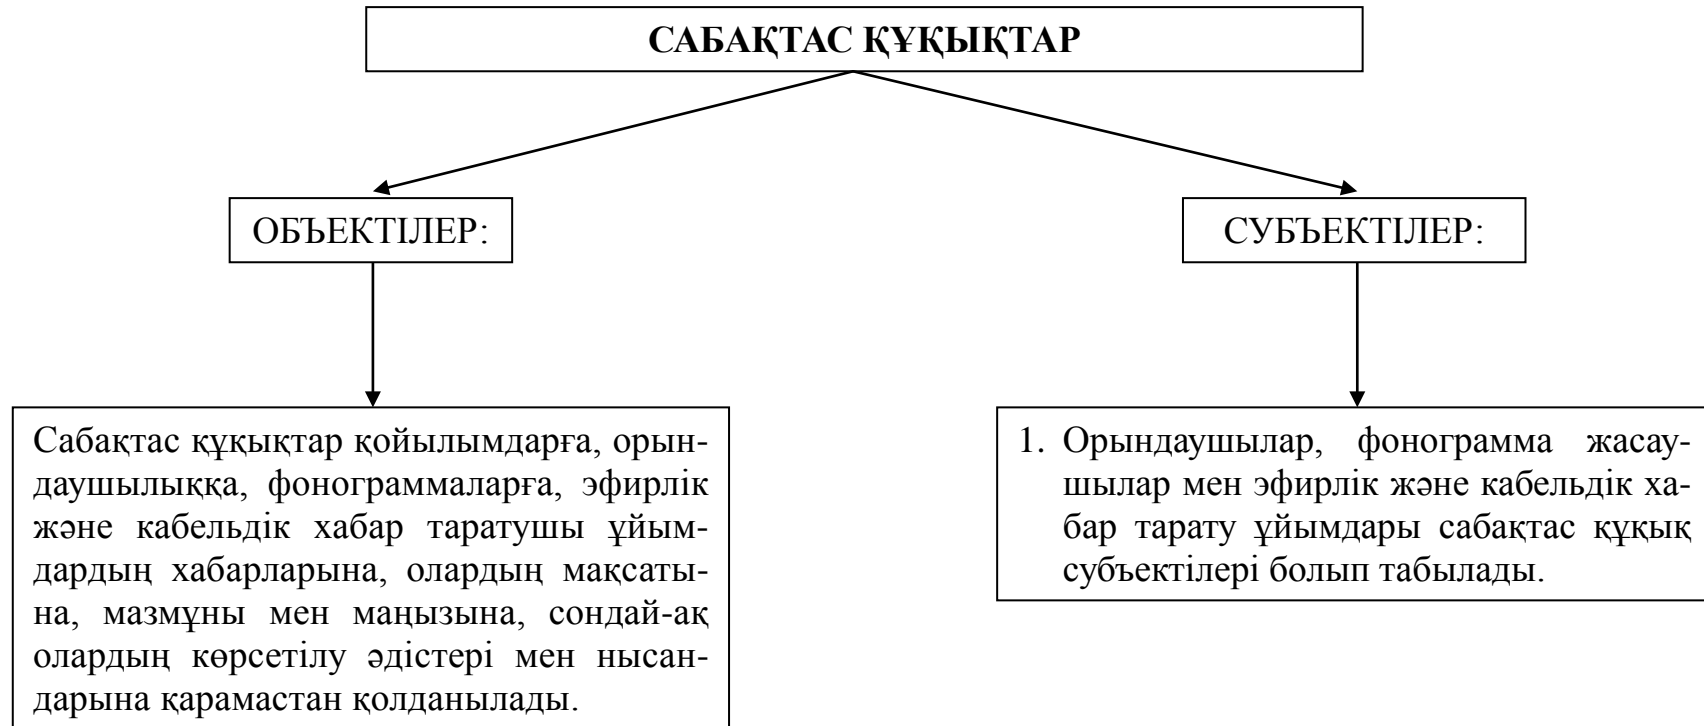 САБАҚТАС ҚҰҚЫҚТАР
ОБЪЕКТІЛЕР:
СУБЪЕКТІЛЕР:
Сабақтас құқықтар қойылымдарға, орын-
даушылыққа, фонограммаларға, эфирлік
және кабельдік хабар таратушы ұйым-
дардың хабарларына, олардың мақсаты-
на, мазмұны мен маңызына, сондай-ақ
олардың көрсетілу әдістері мен нысан-
дарына қарамастан қолданылады.
1. Орындаушылар, фонограмма жасау-
шылар мен эфирлік және кабельдік ха-
бар тарату ұйымдары сабақтас құқық
субъектілері болып табылады.